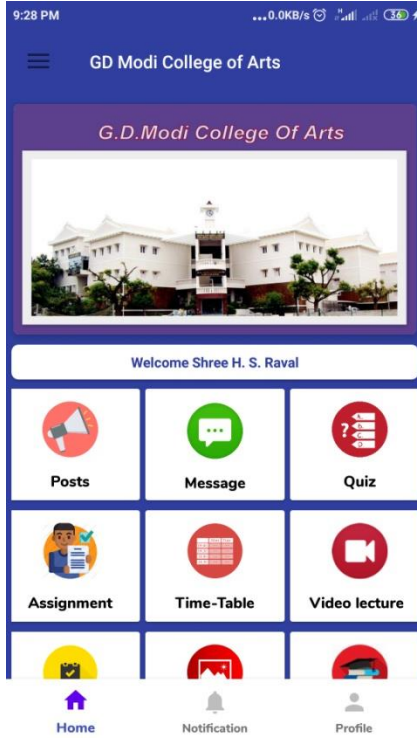 9:28 PM ...0.0KB/s 36
GD Modi College of Arts
G.D.Modi College Of Arts
Welcome Shree H. S. Raval
Posts Message Quiz
Assignment Time-Table Video lecture
Home Notification Profile